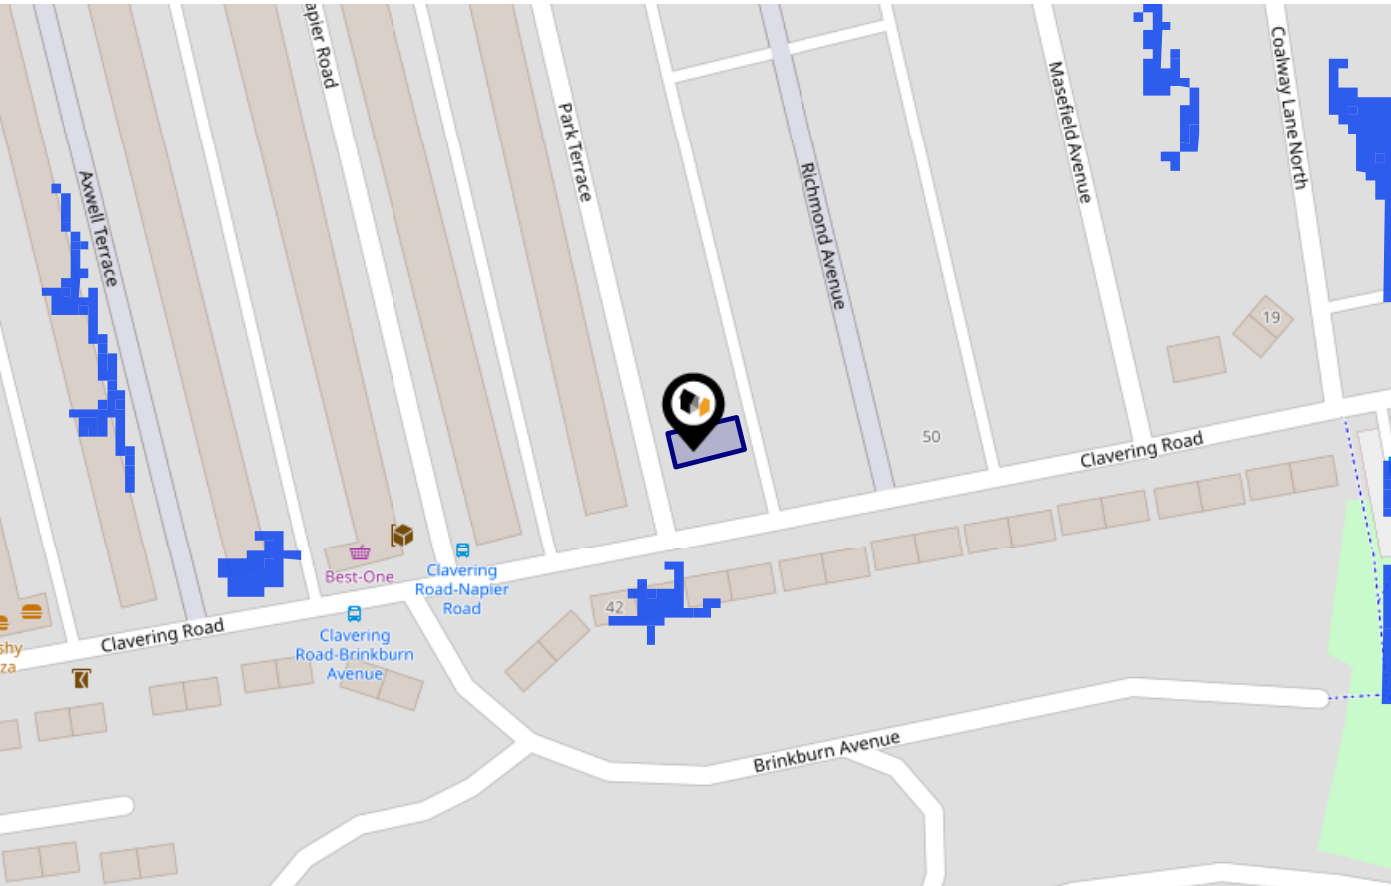 apier Road
Coalway Lane North
Masefield Avenue
Park Terrace
Richmond Avenue
Axwell Terrace
19
50
Clavering Road
Best-One
Clavering
Road-Napier
Road
42
Clavering Road
Clavering
Road-Brinkburn
Avenue
shy
za
Brinkburn Avenue